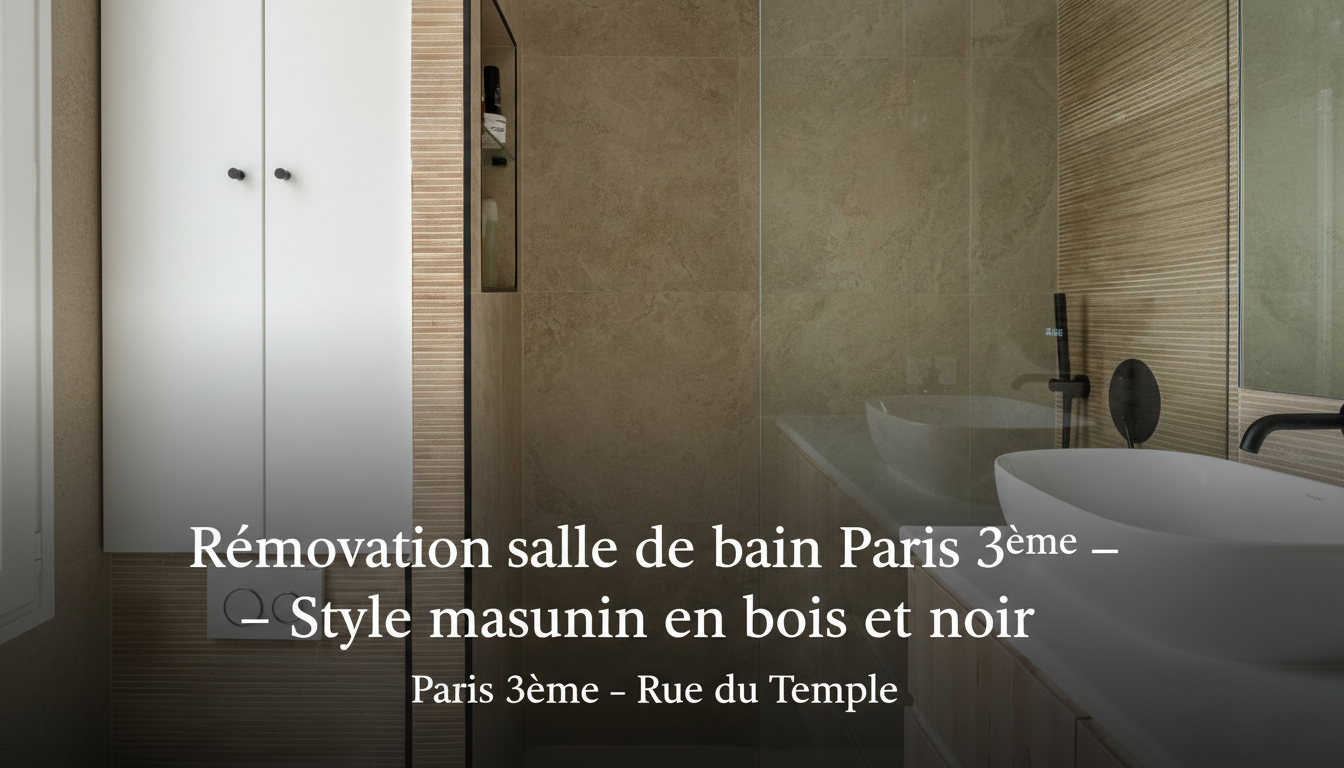 Rémovation salle de bain Paris 3ème –
– Style masunin en bois et noir
Paris 3ème – Rue du Temple